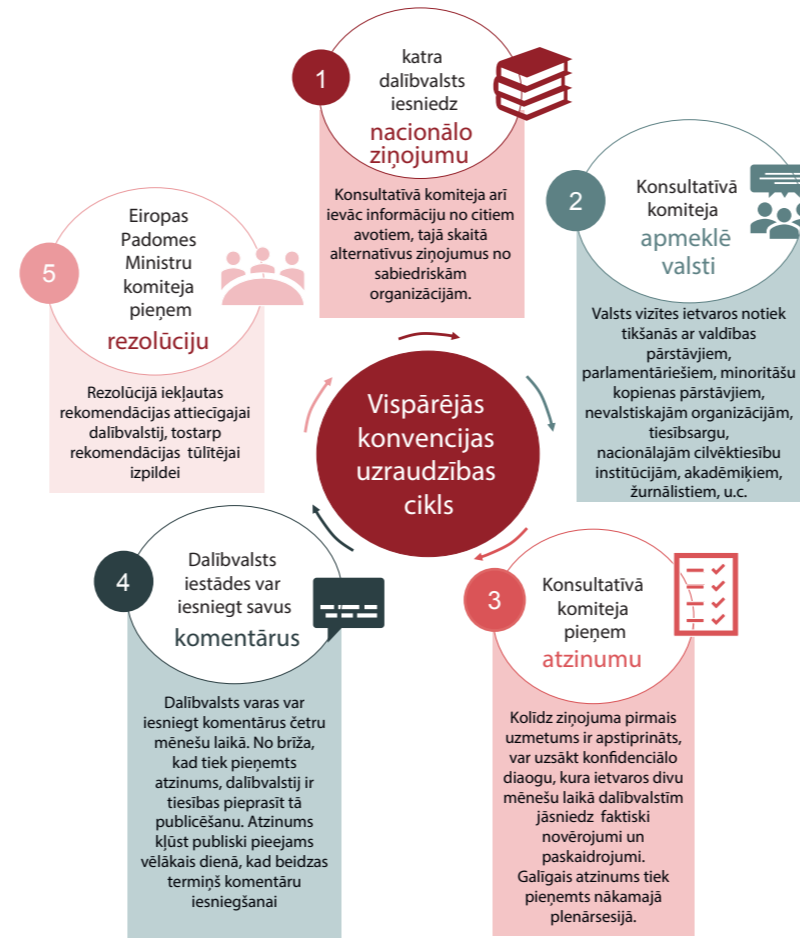 1
katra
dalībvalsts
iesniedz
nacionālo
ziņojumu
Konsultatīvā komiteja arī
ievāc informāciju no citiem
avotiem, tajā skaitā
alternatīvus ziņojumus no
sabiedriskām
organizācijām.
2
Konsultatīvā
komiteja
apmeklē
valsti
Valsts vizītes ietvaros notiek
tikšanās ar valdības
pārstāvjiem,
parlamentāriešiem, minoritāšu
kopienas pārstāvjiem,
nevalstiskajām organizācijām,
tiesībsargu,
nacionālajām cilvēktiesību
institūcijām, akadēmiķiem,
žurnālistiem, u.c.
3
Konsultatīvā
komiteja
pieņem
atzinumu
Kolīdz ziņojuma pirmais
uzmetums ir apstiprināts,
var uzsākt konfidenciālo
diaogu, kura ietvaros divu
mēnešu laikā dalībvalstīm
jāsniedz faktiski
novērojumi un
paskaidrojumi.
Galīgais atzinums tiek
pieņemts nākamajā
plenārsesijā.
4
Dalībvalsts
iestādes var
iesniegt savus
komentārus
Dalībvalsts varas var
iesniegt komentārus četru
mēnešu laikā. No brīža,
kad tiek pieņemts
atzinums, dalībvalstij ir
tiesības pieprasīt tā
publicēšanu. Atzinums
kļūst publiski pieejams
vēlākais dienā, kad beidzas
termiņš komentāru
iesniegšanai
5
Eiropas
Padomes
Ministru
komiteja
pieņem
rezolūciju
Rezolūcijā iekļautas
rekomendācijas attiecīgajai
dalībvalstij, tostarp
rekomendācijas tūlītējai
izpildei
Vispārējās
konvencijas
uzraudzības
cikls